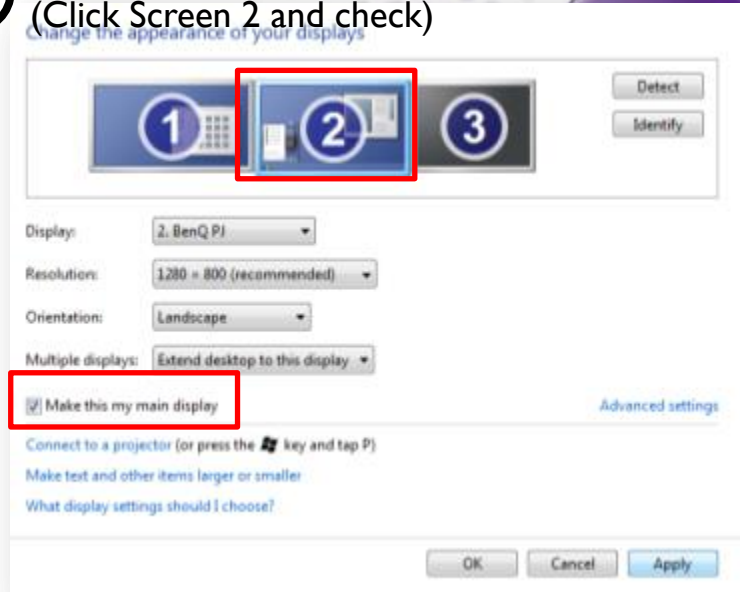 (Click Screen 2 and check)
Change the appearance of your displays
1 2 3
Detect
Identify
Display: 2. BenQ PJ
Resolution: 1280 × 800 (recommended)
Orientation: Landscape
Multiple displays: Extend desktop to this display
Make this my main display
Advanced settings
Connect to a projector (or press the key and tap P)
Make text and other items larger or smaller
What display settings should I choose?
OK Cancel Apply